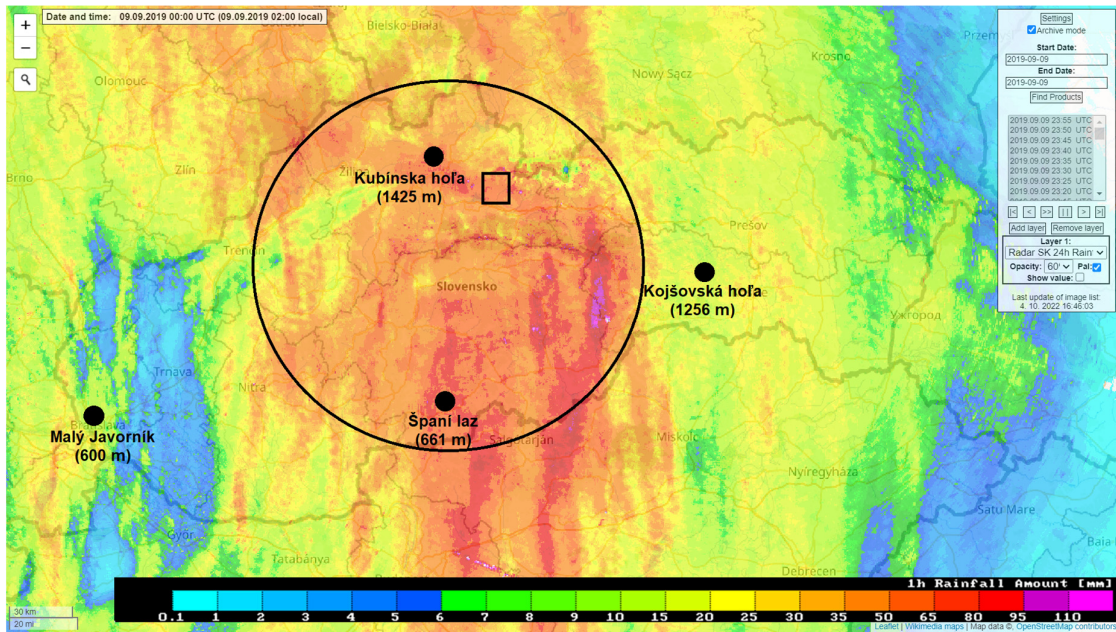 Date and time: 09.09.2019 00:00 UTC (09.09.2019 02:00 local)
+
−
Settings
Archive mode
Start Date:
2019-09-09
End Date:
2019-09-09
Find Products
2019.09.09 23:55 UTC
2019.09.09 23:50 UTC
2019.09.09 23:45 UTC
2019.09.09 23:40 UTC
2019.09.09 23:35 UTC
2019.09.09 23:30 UTC
2019.09.09 23:25 UTC
2019.09.09 23:20 UTC
|< < >> || > >|
Add layer Remove layer
Layer 1:
Radar SK 24h Rain
Opacity: Pal:
Show value:
Last update of image list:
4. 10. 2022 16:46:03
Bielsko-Biała
Olomouc
Nowy Sącz
Krosno
Zlín
Brno
Kubínska hoľa
(1425 m)
Prešov
Trenčín
Slovensko
Kojšovská hoľa
(1256 m)
Ужгород
Trnava
Nitra
Bratislava
Malý Javorník
(600 m)
Španí laz
(661 m)
Salgótarján
Miskolc
Nyíregyháza
Satu Mare
Győr
Tatabánya
Debrecen
1h Rainfall Amount [mm]
0.1 1 2 3 4 5 6 7 8 9 10 15 20 25 30 35 50 65 80 95 110
30 km
20 mi
Leaflet | Wikimedia maps | Map data ©, OpenStreetMap contributors